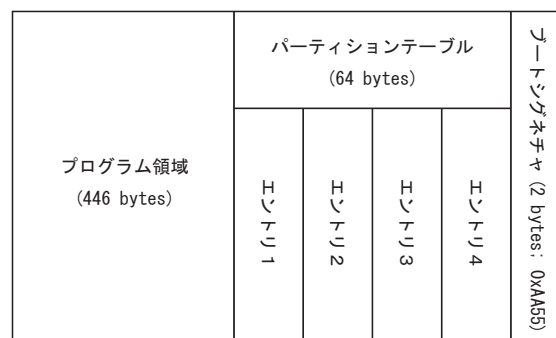 プログラム領域
(446 bytes)
パーティションテーブル
(64 bytes)
エントリ1
エントリ2
エントリ3
エントリ4
ブートシグネチャ (2 bytes; 0xAA55)